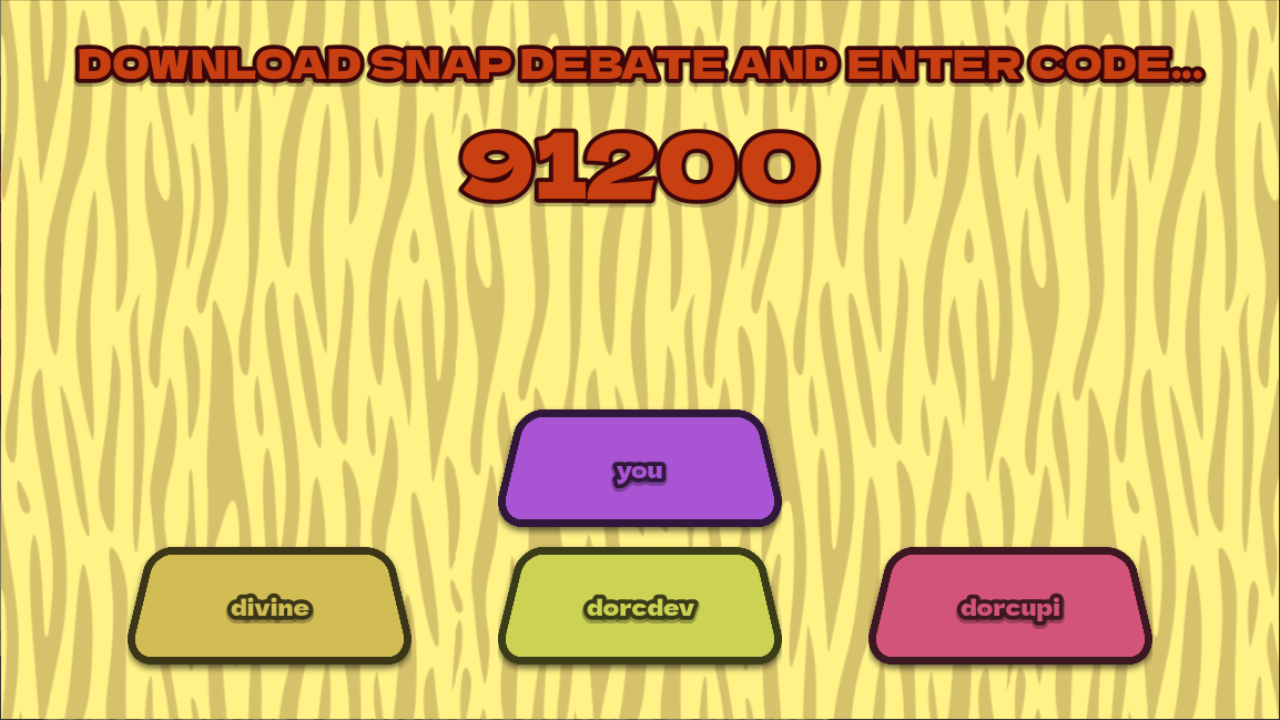 DOWNLOAD SNAP DEBATE AND ENTER CODE...
91200
you
divine
dorcdev
dorcupi